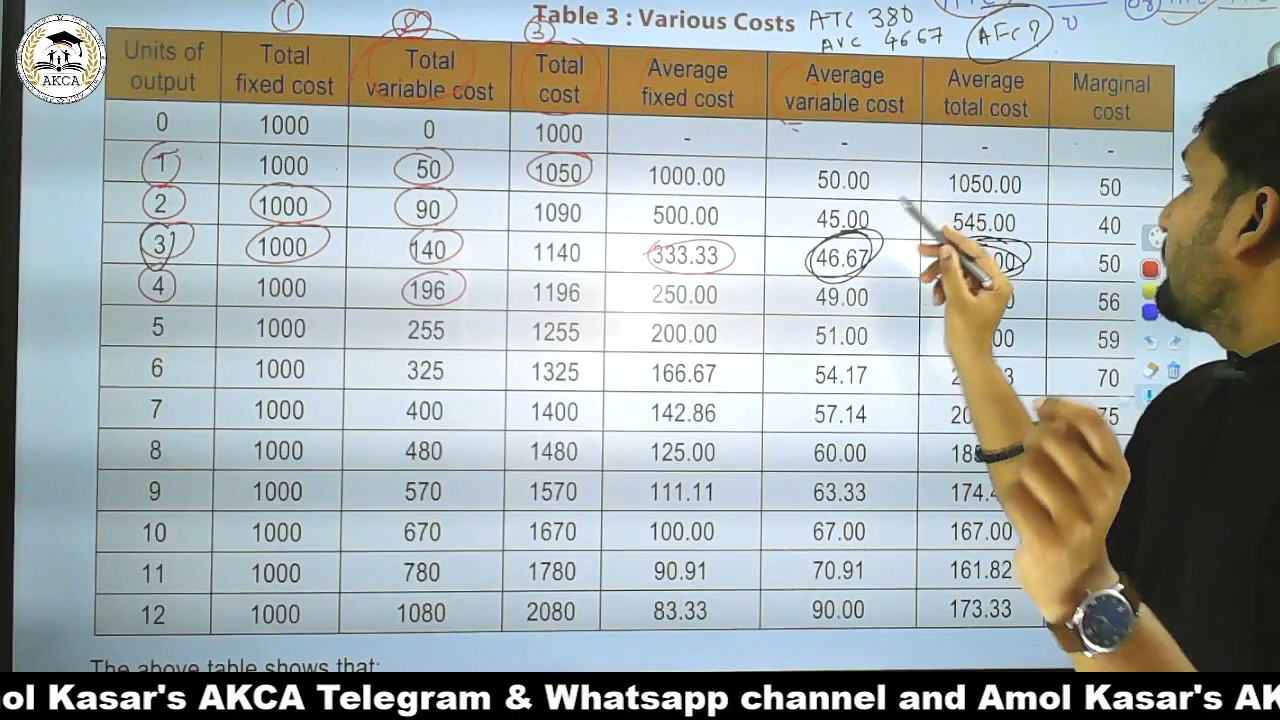 AKCA
Table 3 : Various Costs
ATC 380
AVC 4667
AFC?
1
2
3
Units of output | Total fixed cost | Total variable cost | Total cost | Average fixed cost | Average variable cost | Average total cost | Marginal cost
0 1000 0 1000 - - - -
1 1000 50 1050 1000.00 50.00 1050.00 50
2 1000 90 1090 500.00 45.00 545.00 40
3 1000 140 1140 333.33 46.67 50
4 1000 196 1196 250.00 49.00 56
5 1000 255 1255 200.00 51.00 59
6 1000 325 1325 166.67 54.17 70
7 1000 400 1400 142.86 57.14
8 1000 480 1480 125.00 60.00
9 1000 570 1570 111.11 63.33
10 1000 670 1670 100.00 67.00 167.00
11 1000 780 1780 90.91 70.91 161.82
12 1000 1080 2080 83.33 90.00 173.33
The above table shows that:
ol Kasar's AKCA Telegram & Whatsapp channel and Amol Kasar's AK